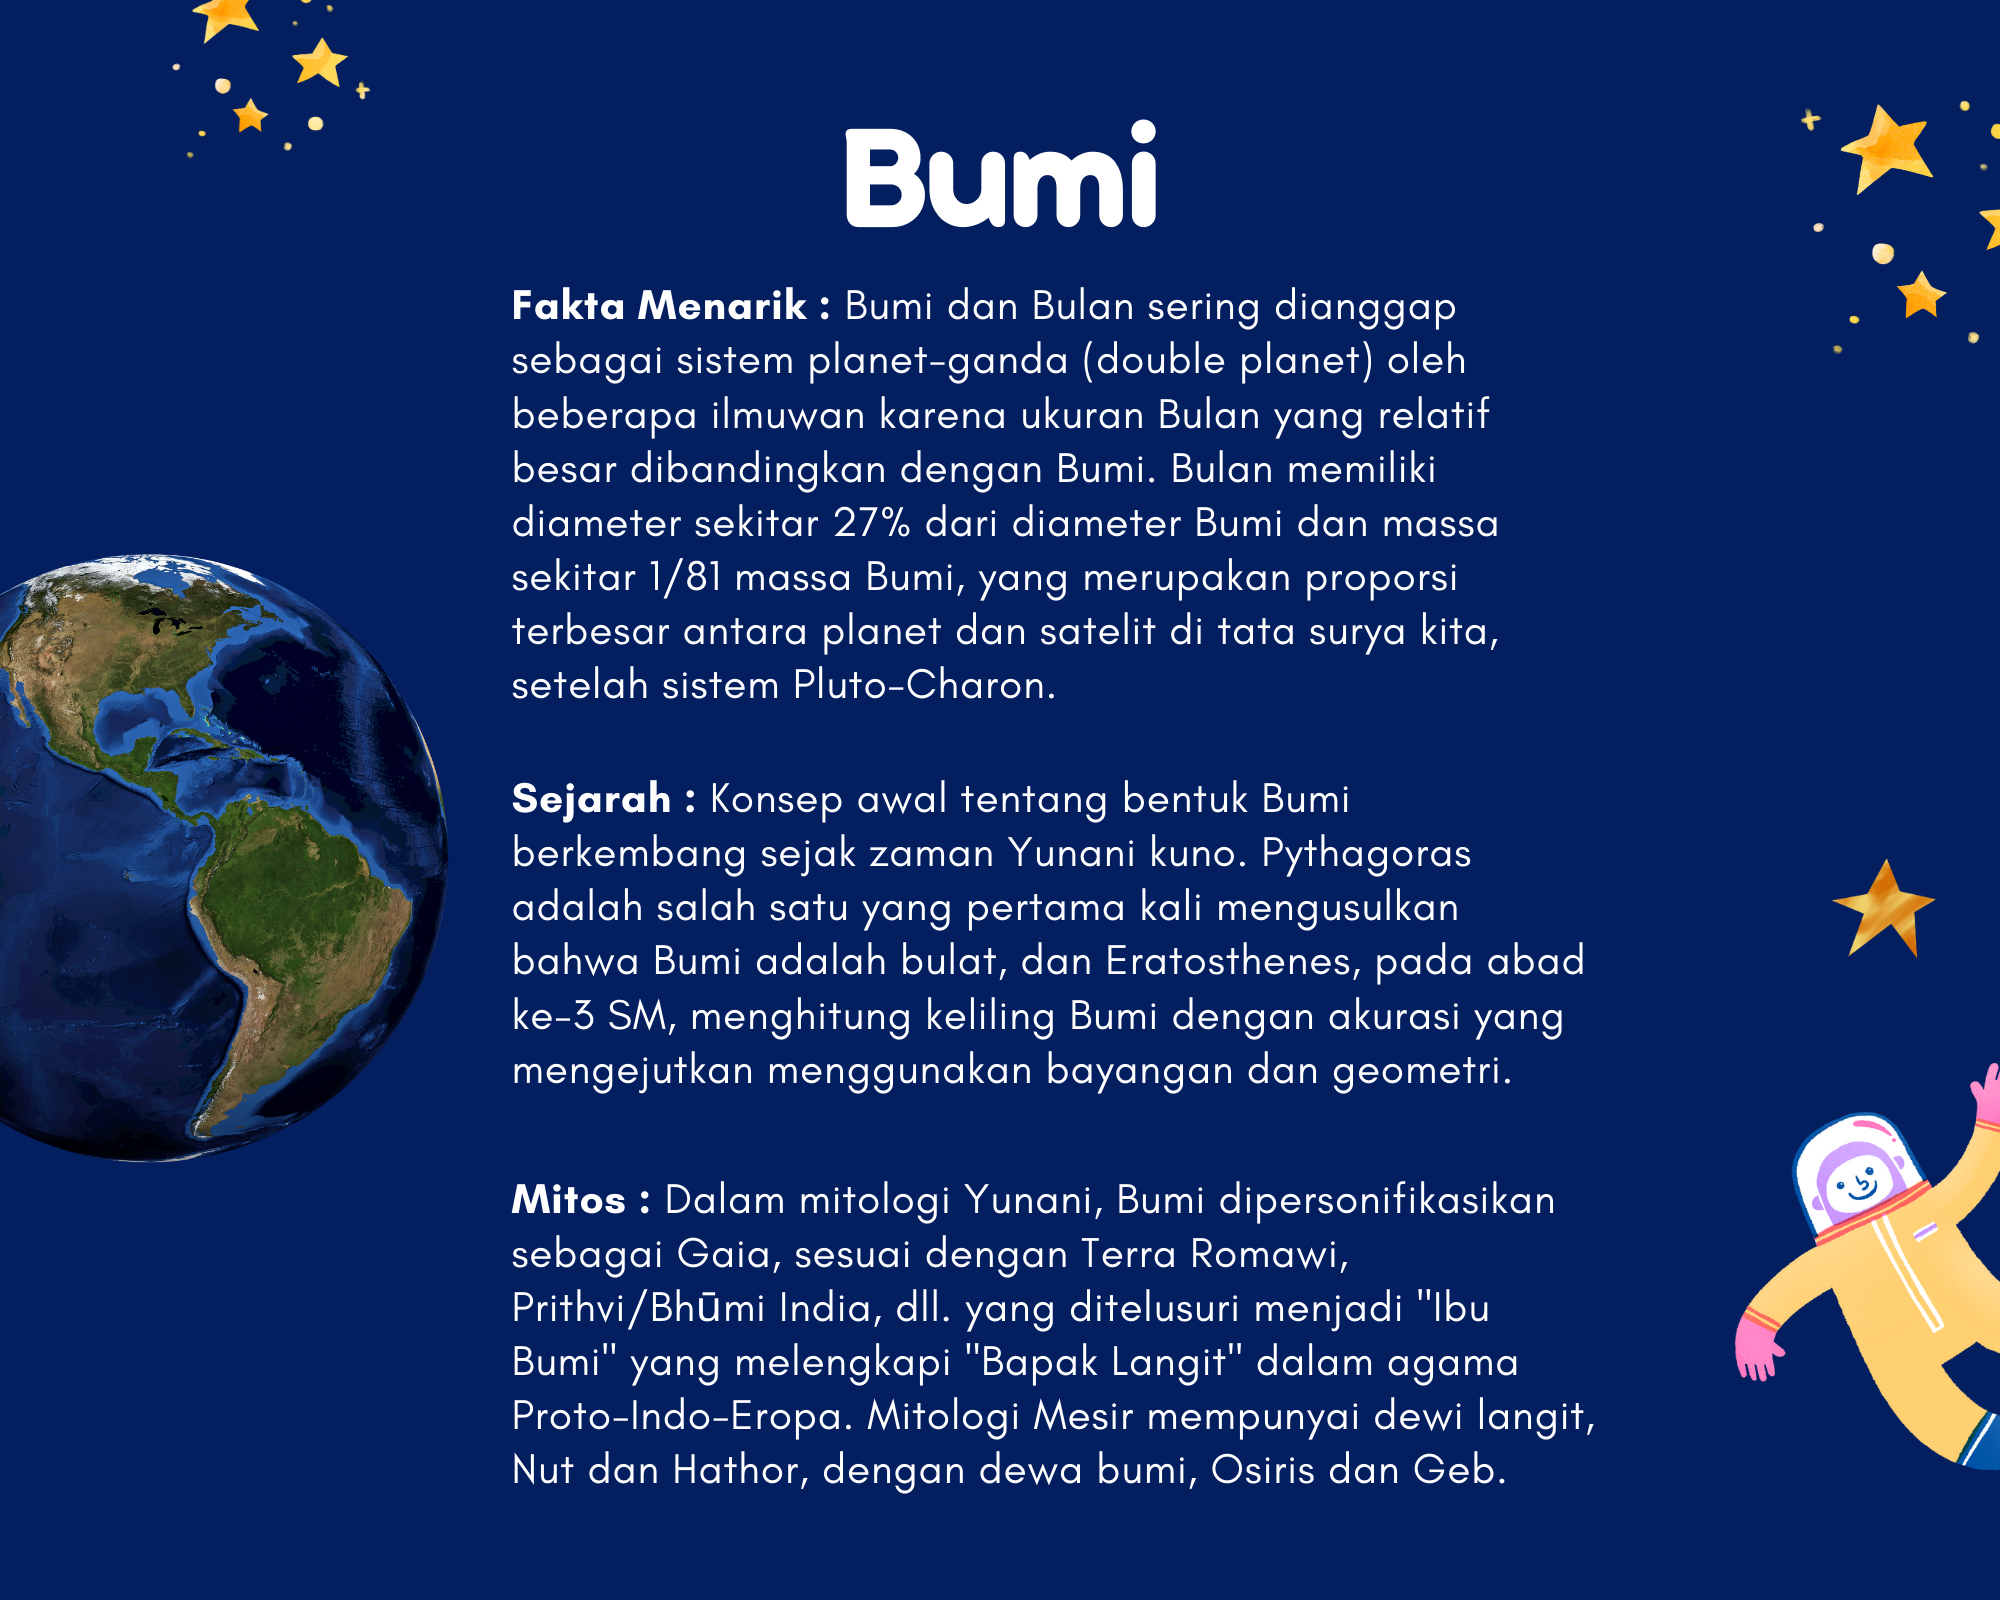 Bumi
Fakta Menarik : Bumi dan Bulan sering dianggap
sebagai sistem planet-ganda (double planet) oleh
beberapa ilmuwan karena ukuran Bulan yang relatif
besar dibandingkan dengan Bumi. Bulan memiliki
diameter sekitar 27% dari diameter Bumi dan massa
sekitar 1/81 massa Bumi, yang merupakan proporsi
terbesar antara planet dan satelit di tata surya kita,
setelah sistem Pluto-Charon.
Sejarah : Konsep awal tentang bentuk Bumi
berkembang sejak zaman Yunani kuno. Pythagoras
adalah salah satu yang pertama kali mengusulkan
bahwa Bumi adalah bulat, dan Eratosthenes, pada abad
ke-3 SM, menghitung keliling Bumi dengan akurasi yang
mengejutkan menggunakan bayangan dan geometri.
Mitos : Dalam mitologi Yunani, Bumi dipersonifikasikan
sebagai Gaia, sesuai dengan Terra Romawi,
Prithvi/Bhūmi India, dll. yang ditelusuri menjadi "Ibu
Bumi" yang melengkapi "Bapak Langit" dalam agama
Proto-Indo-Eropa. Mitologi Mesir mempunyai dewi langit,
Nut dan Hathor, dengan dewa bumi, Osiris dan Geb.